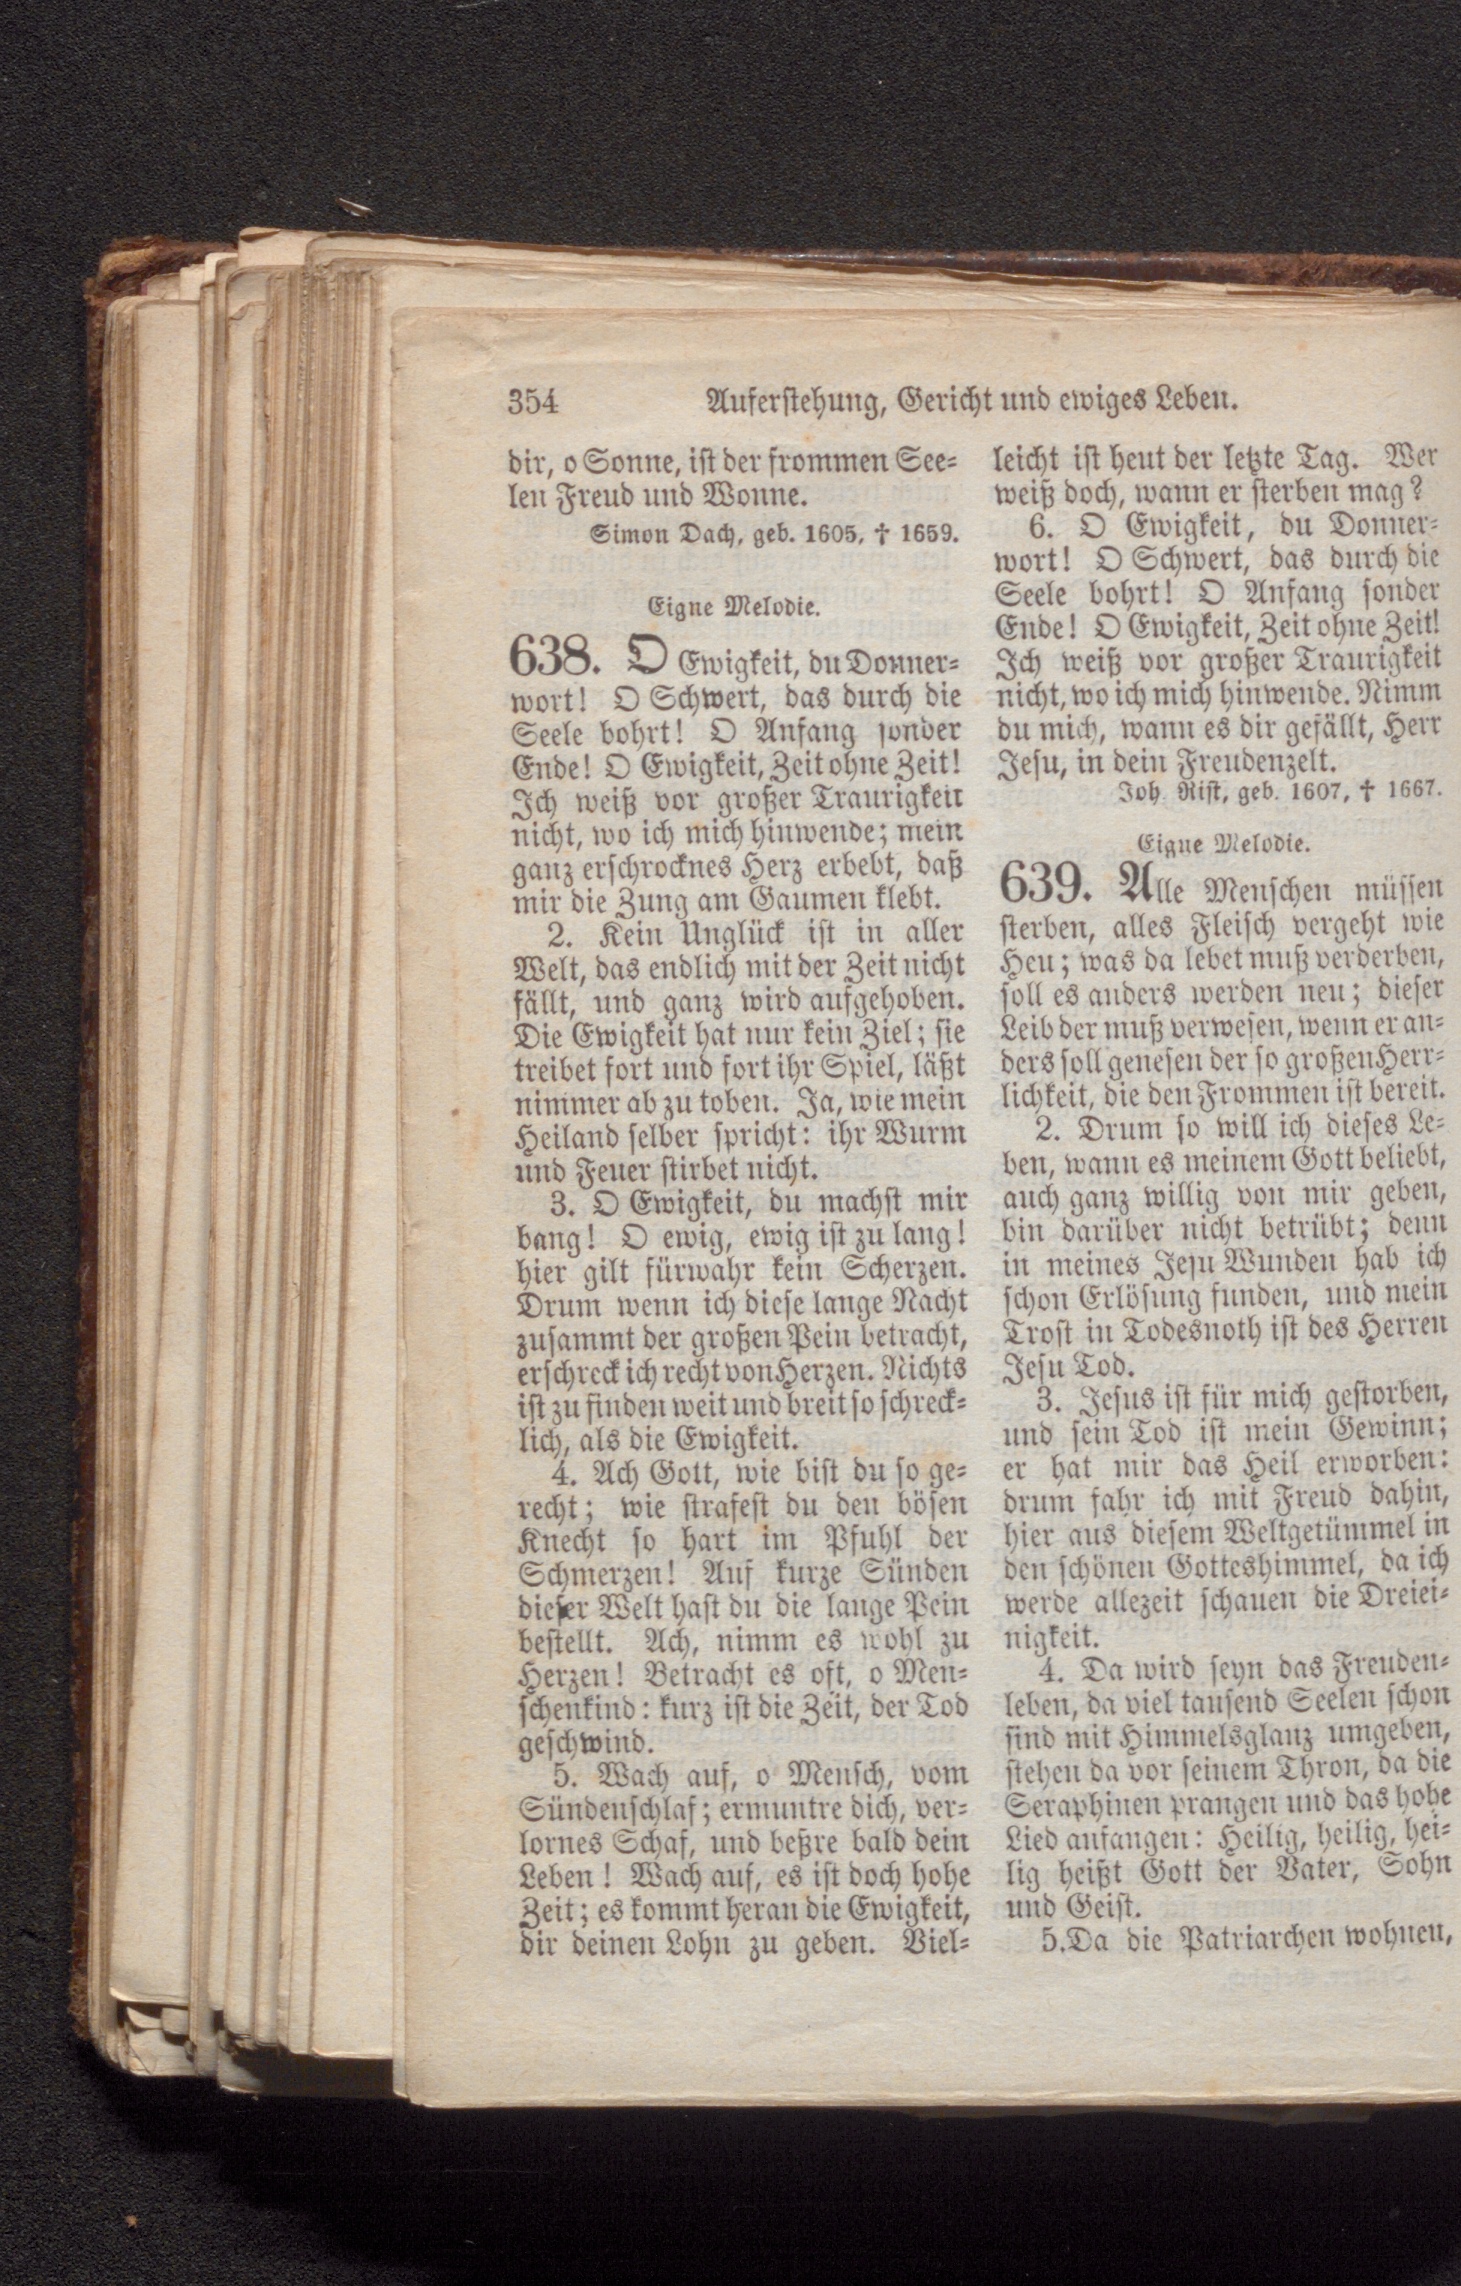 354 Auferstehung, Gericht und ewiges Leben.
dir, o Sonne, ist der frommen See-
len Freud und Wonne.
Simon Dach, geb. 1605, † 1659.
Eigne Melodie.
638. O Ewigkeit, du Donner-
wort! O Schwert, das durch die
Seele bohrt! O Anfang sonder
Ende! O Ewigkeit, Zeit ohne Zeit!
Ich weiß vor großer Traurigkeit
nicht, wo ich mich hinwende; mein
ganz erschrocknes Herz erbebt, daß
mir die Zung am Gaumen klebt.
2. Kein Unglück ist in aller
Welt, das endlich mit der Zeit nicht
fällt, und ganz wird aufgehoben.
Die Ewigkeit hat nur kein Ziel; sie
treibet fort und fort ihr Spiel, läßt
nimmer ab zu toben. Ja, wie mein
Heiland selber spricht: ihr Wurm
und Feuer stirbet nicht.
3. O Ewigkeit, du machst mir
bang! O ewig, ewig ist zu lang!
hier gilt fürwahr kein Scherzen.
Drum wenn ich diese lange Nacht
zusammt der großen Pein betracht,
erschreck ich recht von Herzen. Nichts
ist zu finden weit und breit so schreck-
lich, als die Ewigkeit.
4. Ach Gott, wie bist du so ge-
recht; wie strafest du den bösen
Knecht so hart im Pfuhl der
Schmerzen! Auf kurze Sünden
dieser Welt hast du die lange Pein
bestellt. Ach, nimm es wohl zu
Herzen! Betracht es oft, o Men-
schenkind: kurz ist die Zeit, der Tod
geschwind.
5. Wach auf, o Mensch, vom
Sündenschlaf; ermuntre dich, ver-
lornes Schaf, und beßre bald dein
Leben! Wach auf, es ist doch hohe
Zeit; es kommt heran die Ewigkeit,
dir deinen Lohn zu geben. Viel-
leicht ist heut der letzte Tag. Wer
weiß doch, wann er sterben mag?
6. O Ewigkeit, du Donner-
wort! O Schwert, das durch die
Seele bohrt! O Anfang sonder
Ende! O Ewigkeit, Zeit ohne Zeit!
Ich weiß vor großer Traurigkeit
nicht, wo ich mich hinwende. Nimm
du mich, wann es dir gefällt, Herr
Jesu, in dein Freudenzelt.
Joh. Rist, geb. 1607, † 1667.
Eigne Melodie.
639. Alle Menschen müssen
sterben, alles Fleisch vergeht wie
Heu; was da lebet muß verderben,
soll es anders werden neu; dieser
Leib der muß verwesen, wenn er an-
ders soll genesen der so großen Herr-
lichkeit, die den Frommen ist bereit.
2. Drum so will ich dieses Le-
ben, wann es meinem Gott beliebt,
auch ganz willig von mir geben,
bin darüber nicht betrübt; denn
in meines Jesu Wunden hab ich
schon Erlösung funden, und mein
Trost in Todesnoth ist des Herren
Jesu Tod.
3. Jesus ist für mich gestorben,
und sein Tod ist mein Gewinn;
er hat mir das Heil erworben:
drum fahr ich mit Freud dahin,
hier aus diesem Weltgetümmel in
den schönen Gotteshimmel, da ich
werde allezeit schauen die Dreiei-
nigkeit.
4. Da wird seyn das Freuden-
leben, da viel tausend Seelen schon
sind mit Himmelsglanz umgeben,
stehen da vor seinem Thron, da die
Seraphinen prangen und das hohe
Lied anfangen: Heilig, heilig, hei-
lig heißt Gott der Vater, Sohn
und Geist.
5. Da die Patriarchen wohnen,